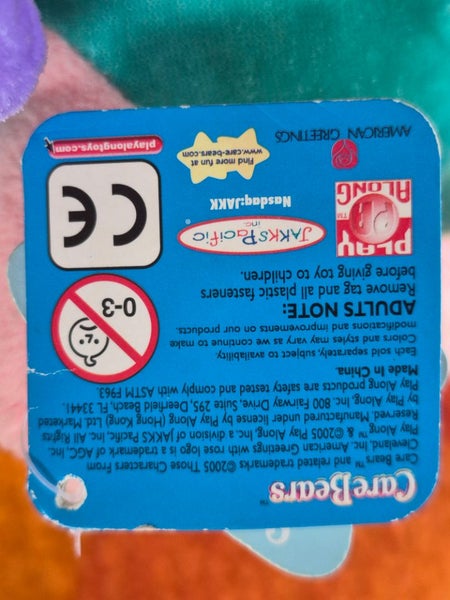 CareBears™
Care Bears™ and related trademarks ©2005 Those Characters From
Cleveland, Inc. American Greetings with rose logo is a trademark of AGC, Inc.
Play Along™ & ©2005 Play Along, Inc., a division of JAKKS Pacific, Inc. All Rights
Reserved. Manufactured under license by Play Along (Hong Kong) Ltd. Marketed
by Play Along, Inc., 800 Fairway Drive, Suite 295, Deerfield Beach, FL 33441.
Play Along products are safety tested and comply with ASTM F963.
Made in China.
Each sold separately, subject to availability.
Colors and styles may vary as we continue to make
modifications and improvements on our products.
ADULTS NOTE:
Remove tag and all plastic fasteners
before giving toy to children.
0-3
PLAY
ALONG™
JAKKS Pacific®
inc.
Nasdaq:JAKK
CE
AMERICAN GREETINGS
Find more fun at
www.care-bears.com
playalongtoys.com